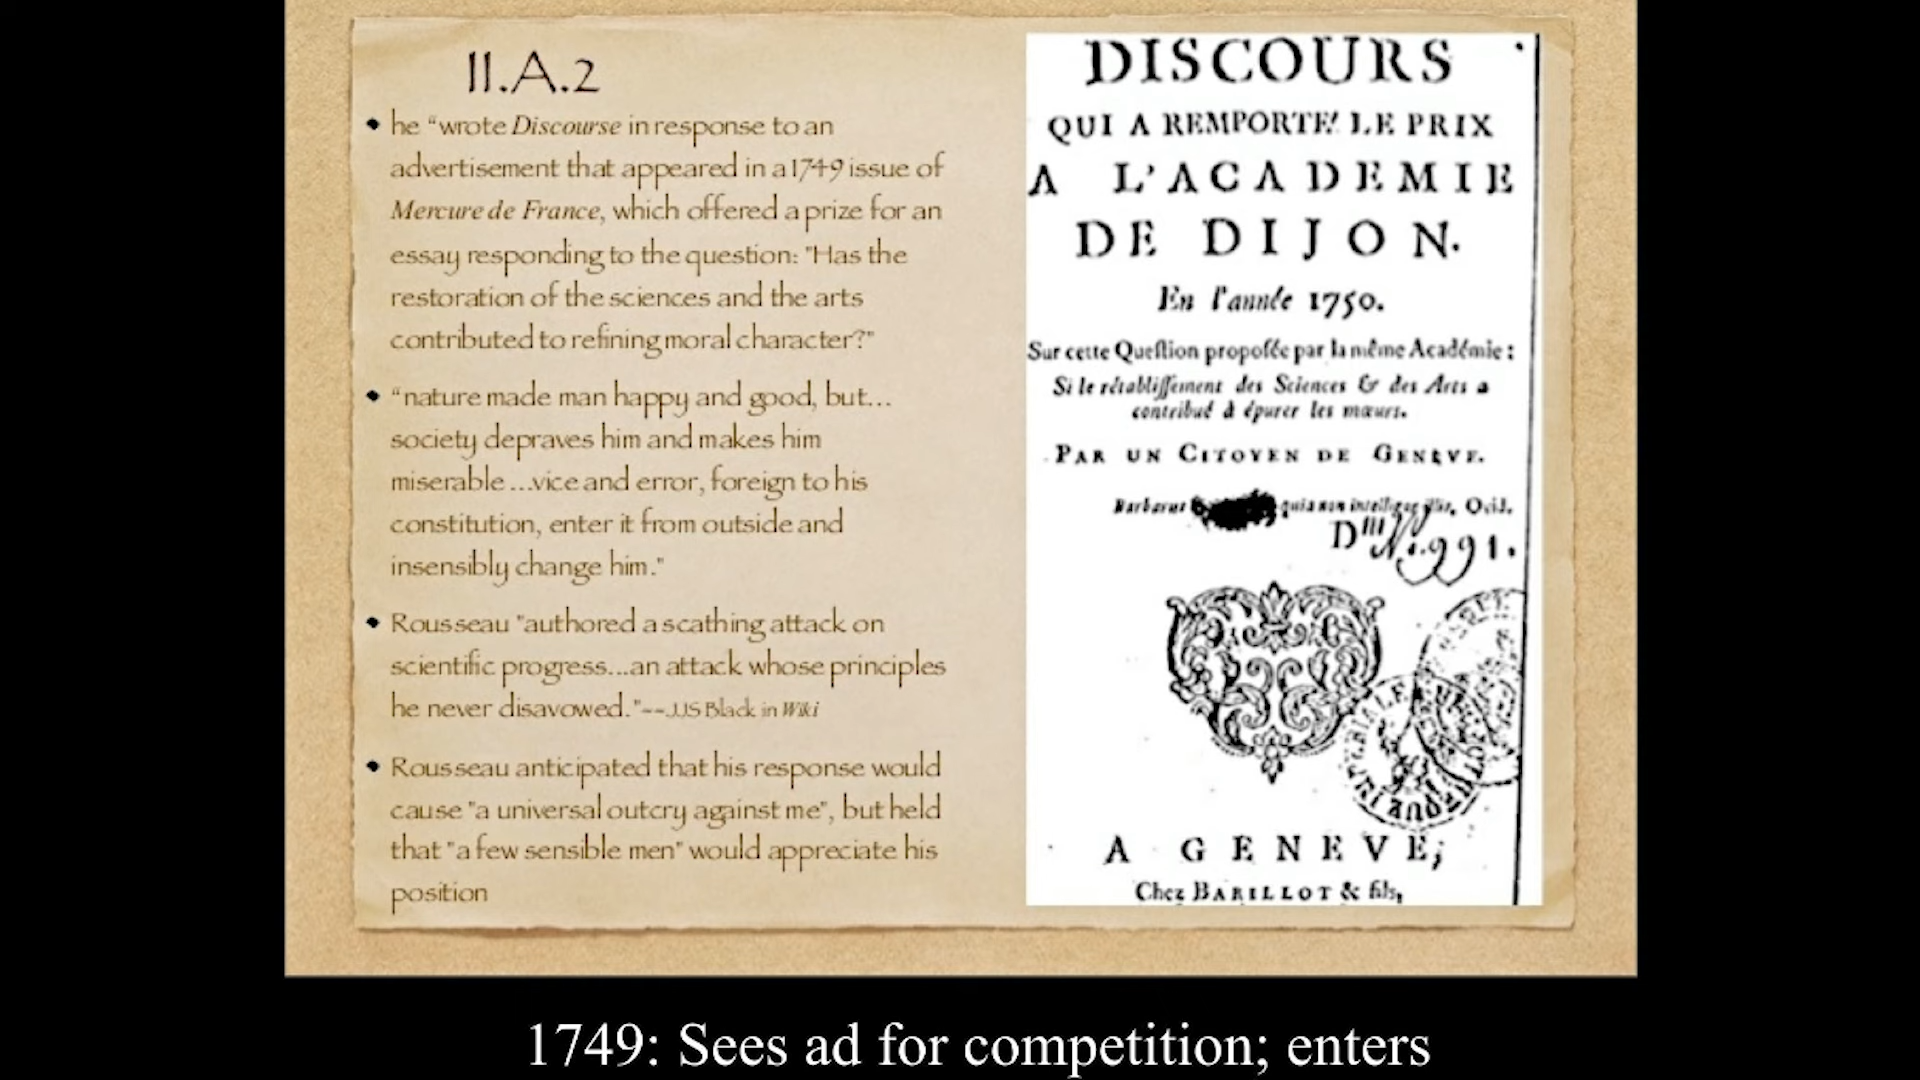 II.A.2
• he “wrote Discourse in response to an
advertisement that appeared in a 1749 issue of
Mercure de France, which offered a prize for an
essay responding to the question: "Has the
restoration of the sciences and the arts
contributed to refining moral character?"
• “nature made man happy and good, but...
society depraves him and makes him
miserable ...vice and error, foreign to his
constitution, enter it from outside and
insensibly change him."
• Rousseau "authored a scathing attack on
scientific progress...an attack whose principles
he never disavowed."--JJS Black in Wiki
• Rousseau anticipated that his response would
cause "a universal outcry against me", but held
that "a few sensible men" would appreciate his
position
DISCOURS
QUI A REMPORTE' LE PRIX
A L'ACADEMIE
DE DIJON.
En l'année 1750.
Sur cette Queſtion propoſée par la même Académie :
Si le rétabliſſement des Sciences & des Arts a
contribué à épurer les mœurs.
PAR UN CITOYEN DE GENEVE.
Barbarus quia non intelligor illis, Ovid.
991.
A GENEVE,
Chez BARILLOT & fils,
1749: Sees ad for competition; enters